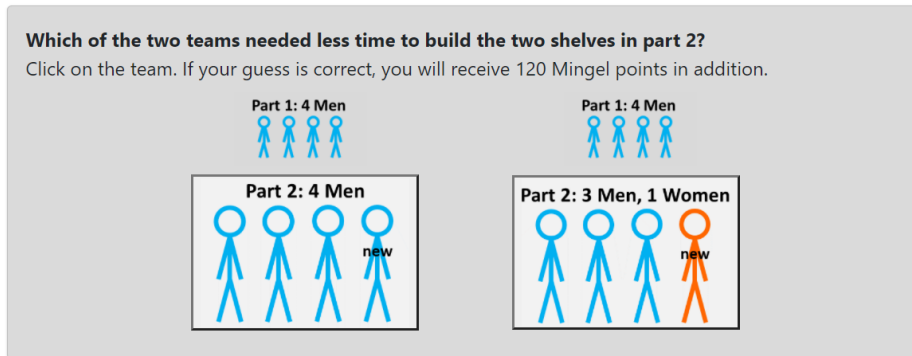 Which of the two teams needed less time to build the two shelves in part 2?
Click on the team. If your guess is correct, you will receive 120 Mingel points in addition.
Part 1: 4 Men
Part 1: 4 Men
Part 2: 4 Men
new
Part 2: 3 Men, 1 Women
new